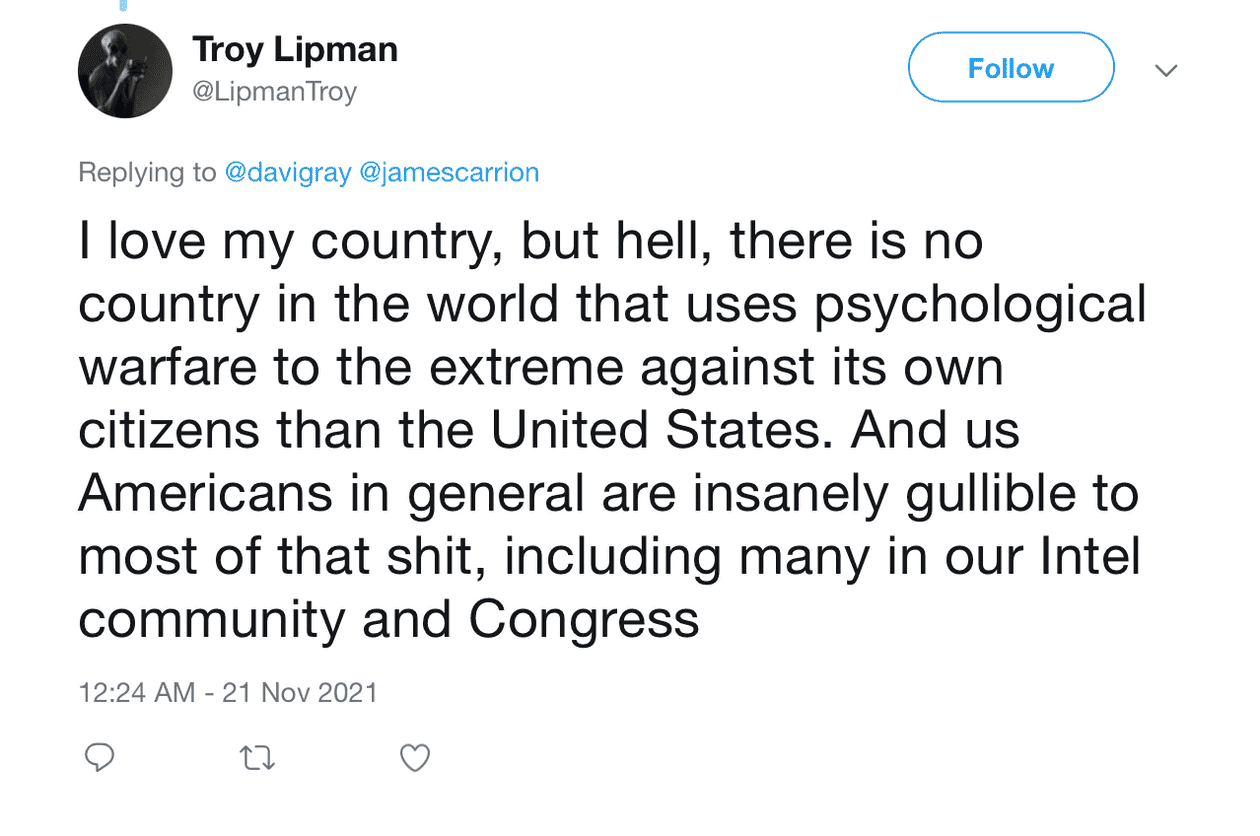 Troy Lipman
@LipmanTroy
Follow
Replying to @davigray @jamescarrion
I love my country, but hell, there is no
country in the world that uses psychological
warfare to the extreme against its own
citizens than the United States. And us
Americans in general are insanely gullible to
most of that shit, including many in our Intel
community and Congress
12:24 AM - 21 Nov 2021